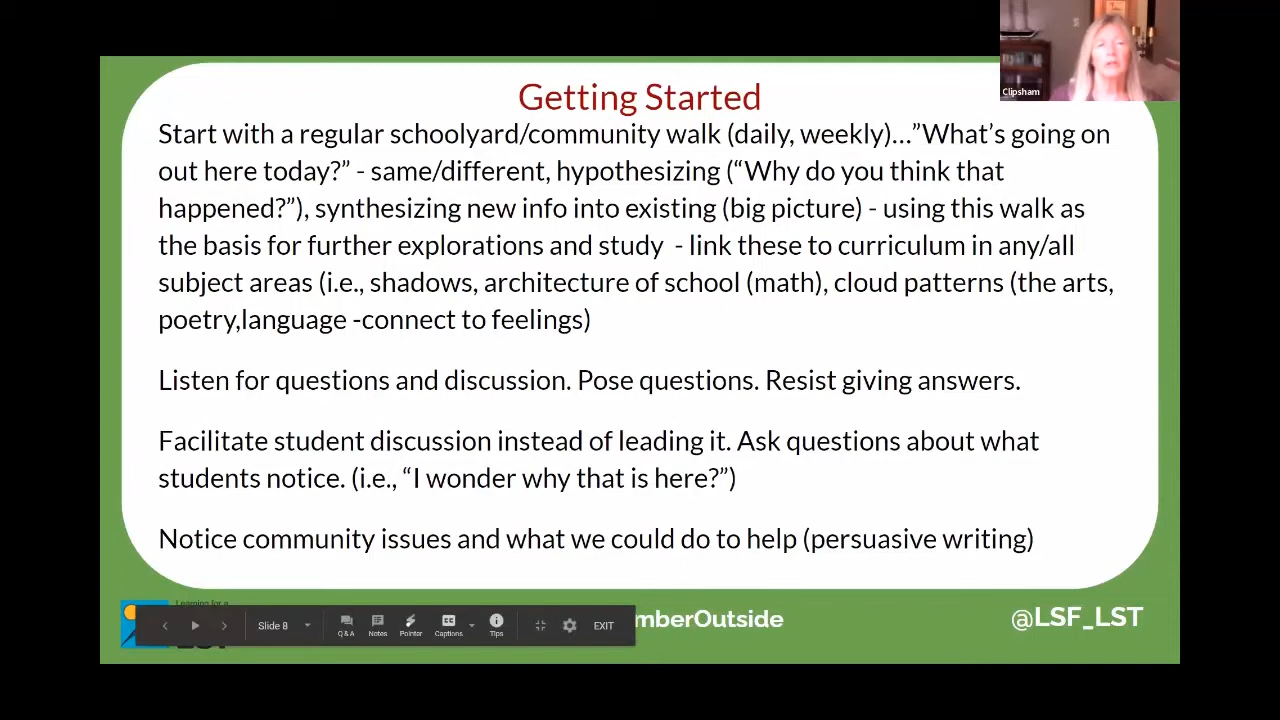 Clipsham
Getting Started
Start with a regular schoolyard/community walk (daily, weekly)…”What’s going on
out here today?” - same/different, hypothesizing (“Why do you think that
happened?”), synthesizing new info into existing (big picture) - using this walk as
the basis for further explorations and study - link these to curriculum in any/all
subject areas (i.e., shadows, architecture of school (math), cloud patterns (the arts,
poetry,language -connect to feelings)
Listen for questions and discussion. Pose questions. Resist giving answers.
Facilitate student discussion instead of leading it. Ask questions about what
students notice. (i.e., “I wonder why that is here?”)
Notice community issues and what we could do to help (persuasive writing)
Learning for a
mberOutside
@LSF_LST
Slide 8
Q & A Notes Pointer Captions Tips
EXIT